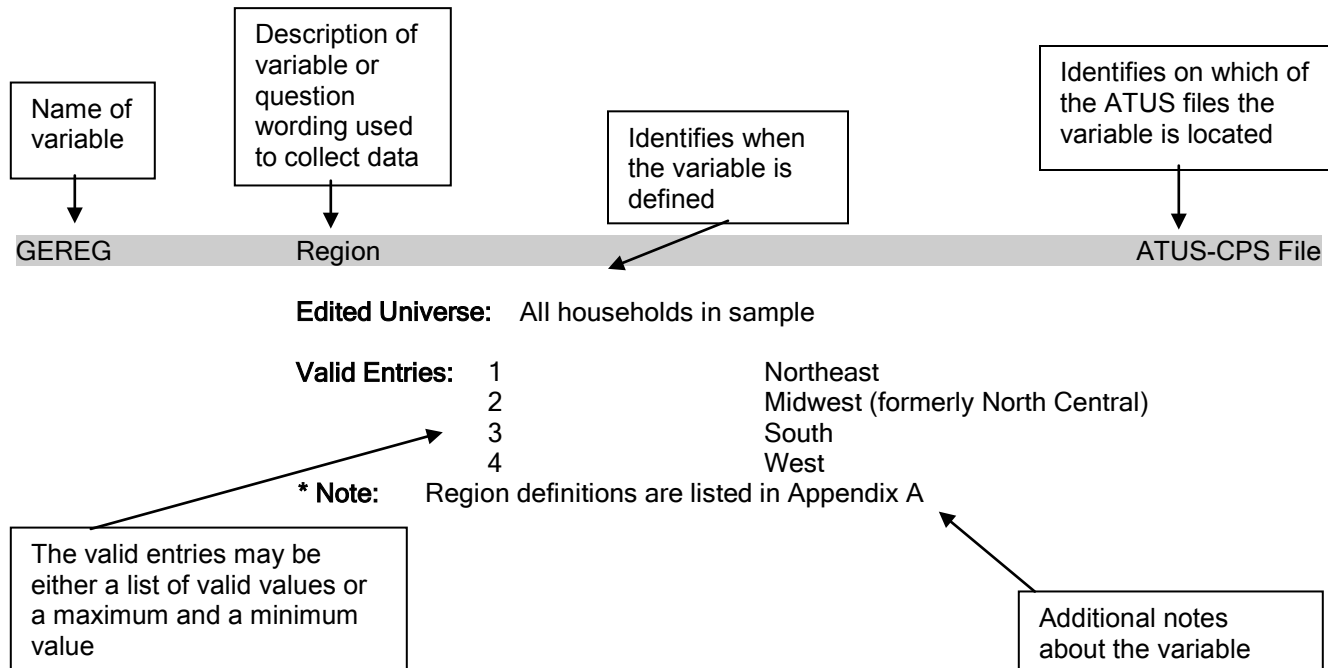 Description of
variable or
question
wording used
to collect data
Identifies on which of
the ATUS files the
variable is located
Name of
variable
Identifies when
the variable is
defined
GEREG Region ATUS-CPS File
Edited Universe: All households in sample
Valid Entries: 1 Northeast
2 Midwest (formerly North Central)
3 South
4 West
* Note: Region definitions are listed in Appendix A
The valid entries may be
either a list of valid values or
a maximum and a minimum
value
Additional notes
about the variable